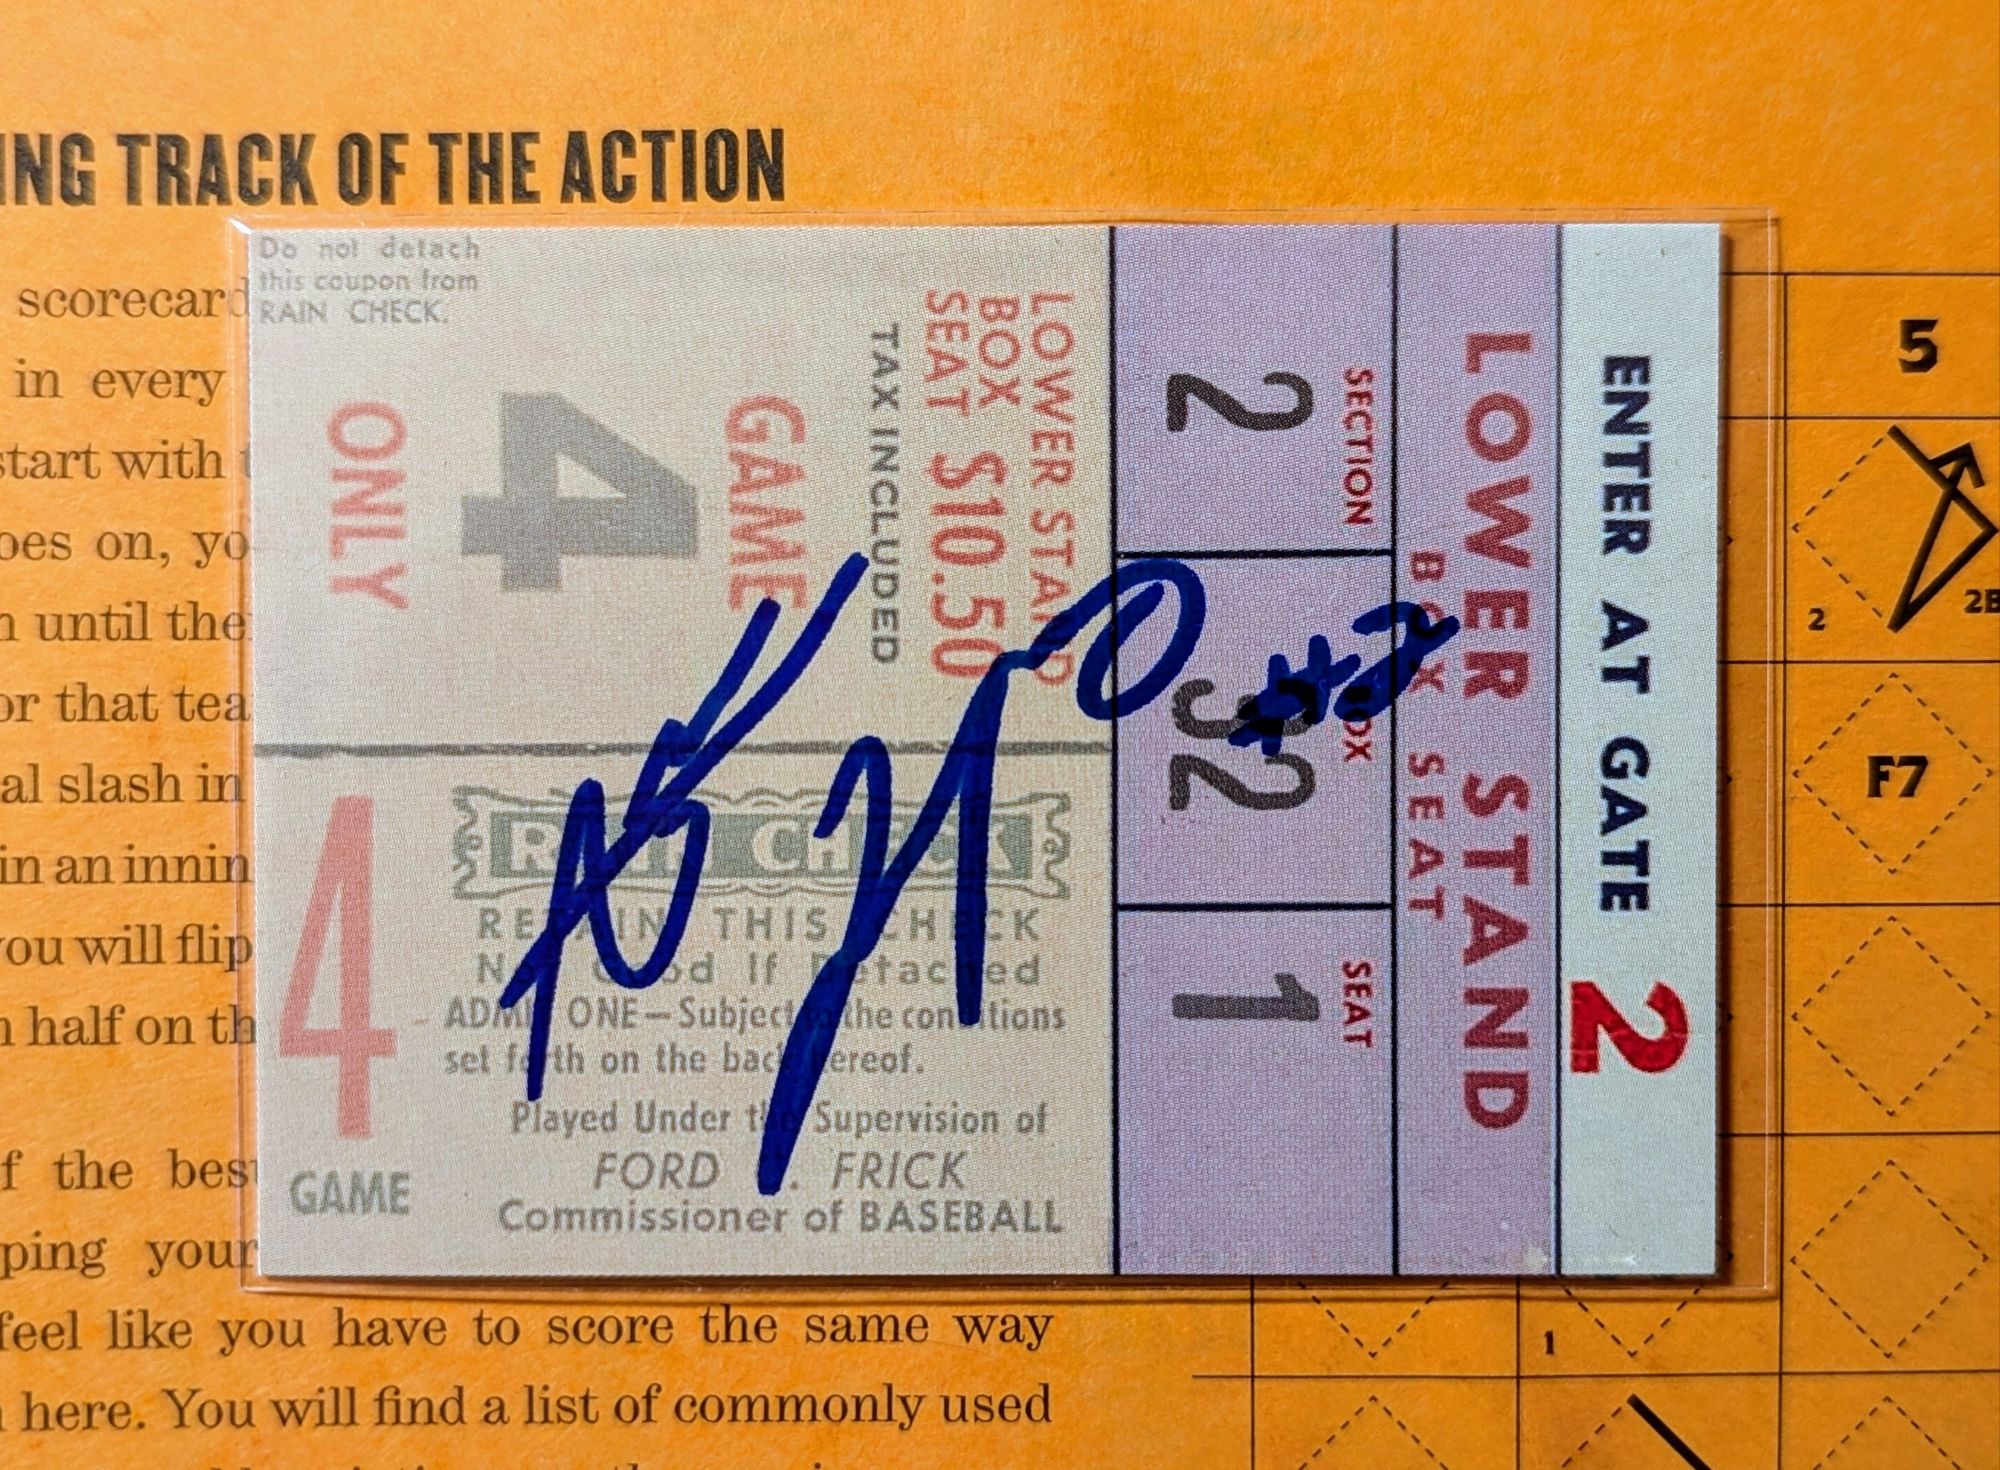 ING TRACK OF THE ACTION
scorecard
in every
start with t
oes on, yo
n until the
or that tea
al slash in
in an innin
you will flip
n half on th
f the best
ping your
feel like you have to score the same way
here. You will find a list of commonly used
Do not detach
this coupon from
RAIN CHECK.
LOWER STAND
BOX
SEAT $10.50
TAX INCLUDED
GAME
4
ONLY
4
GAME
RAIN CHECK
RETAIN THIS CHECK
Not Good If Detached
ADMIT ONE—Subject to the conditions
set forth on the back hereof.
Played Under the Supervision of
FORD FRICK
Commissioner of BASEBALL
SECTION
2
BOX
32
SEAT
1
LOWER STAND
BOX SEAT
ENTER AT GATE 2
#2
5
2
2B
F7
1